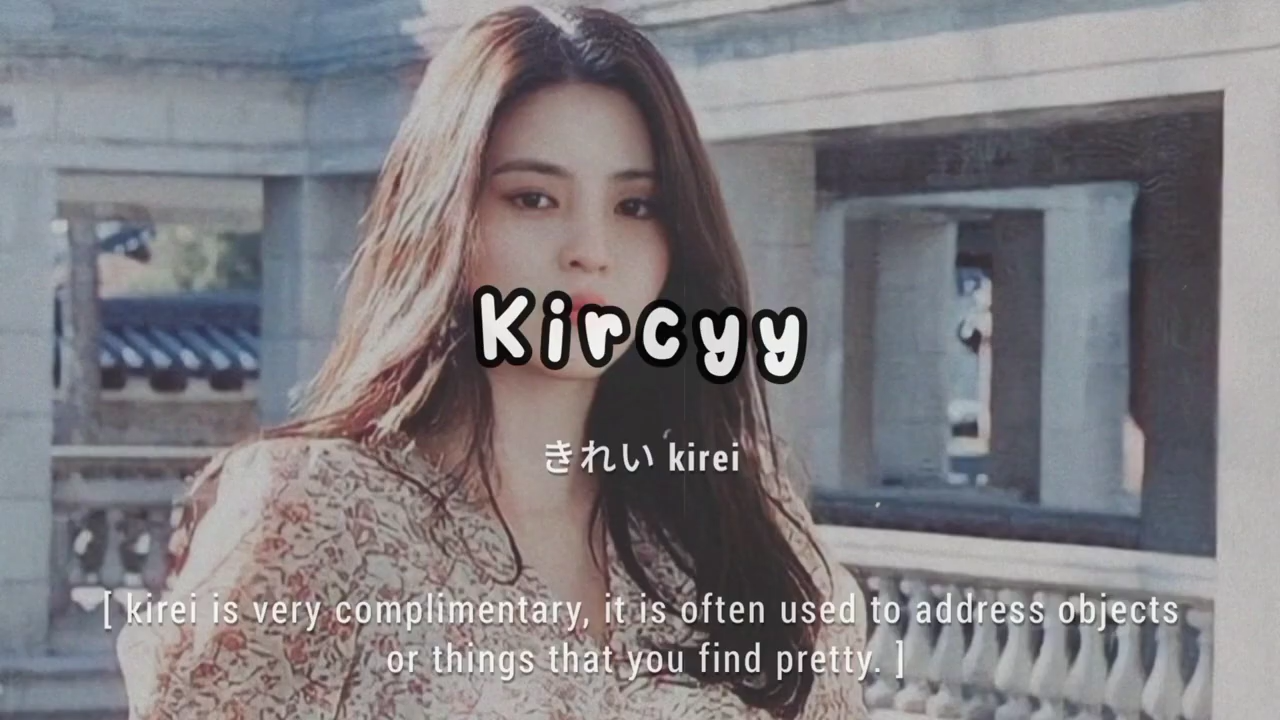 Kircyy
きれい kirei
[ kirei is very complimentary, it is often used to address objects
or things that you find pretty. ]